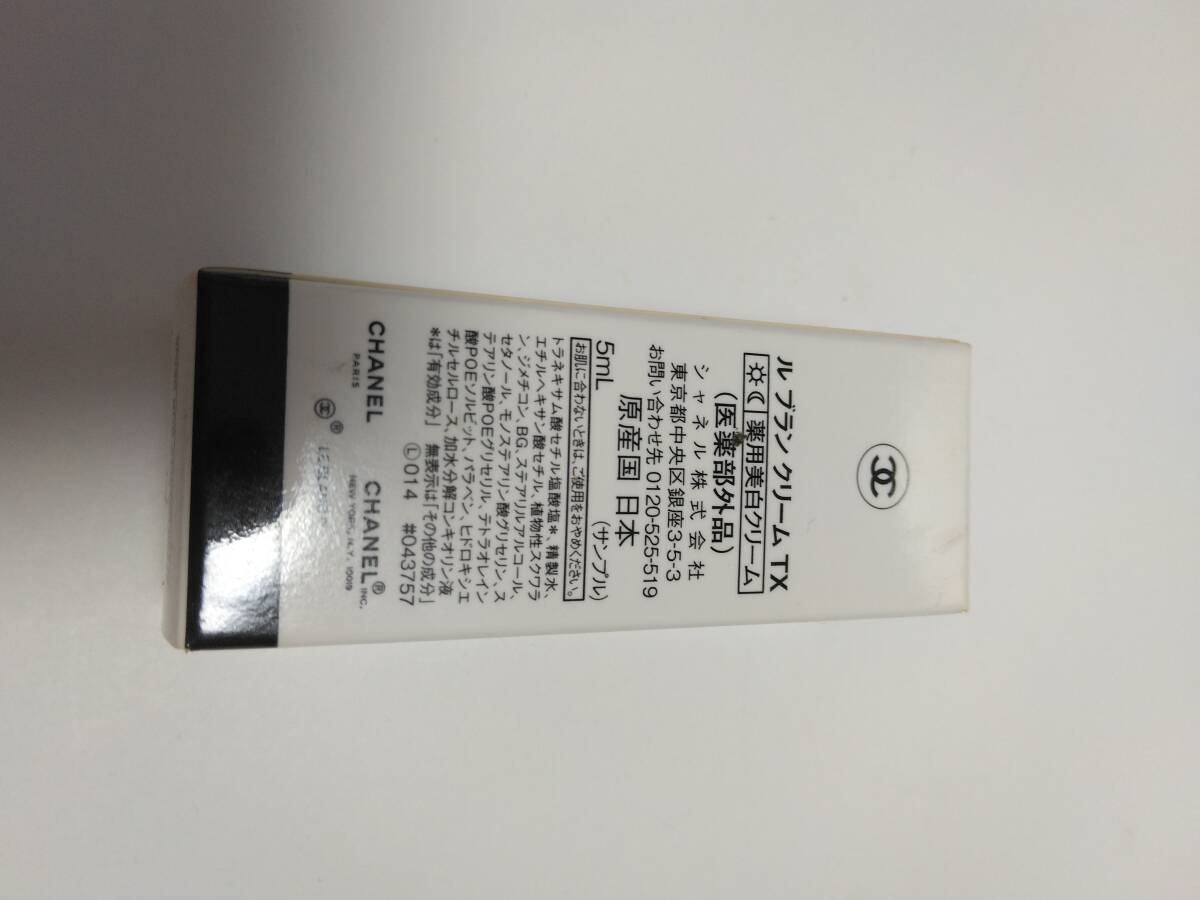 ル ブラン クリーム TX
薬用美白クリーム
(医薬部外品)
シャネル株式会社
東京都中央区銀座3-5-3
お問い合わせ先 0120-525-519
原産国 日本
5mL (サンプル)
お肌に合わないときは、ご使用をおやめください。
トラネキサム酸セチル塩酸塩*、精製水、
エチルヘキサン酸セチル、植物性スクワラ
ン、ジメチコン、BG、ステアリルアルコール、
セタノール、モノステアリン酸グリセリン、ス
テアリン酸POEグリセリル、テトラオレイン
酸POEソルビット、パラベン、ヒドロキシエ
チルセルロース、加水分解コンキオリン液
*は「有効成分」 無表示は「その他の成分」
Ⓛ014 #043757
CHANEL CHANEL® INC.
PARIS NEW YORK, N.Y. 10019
®